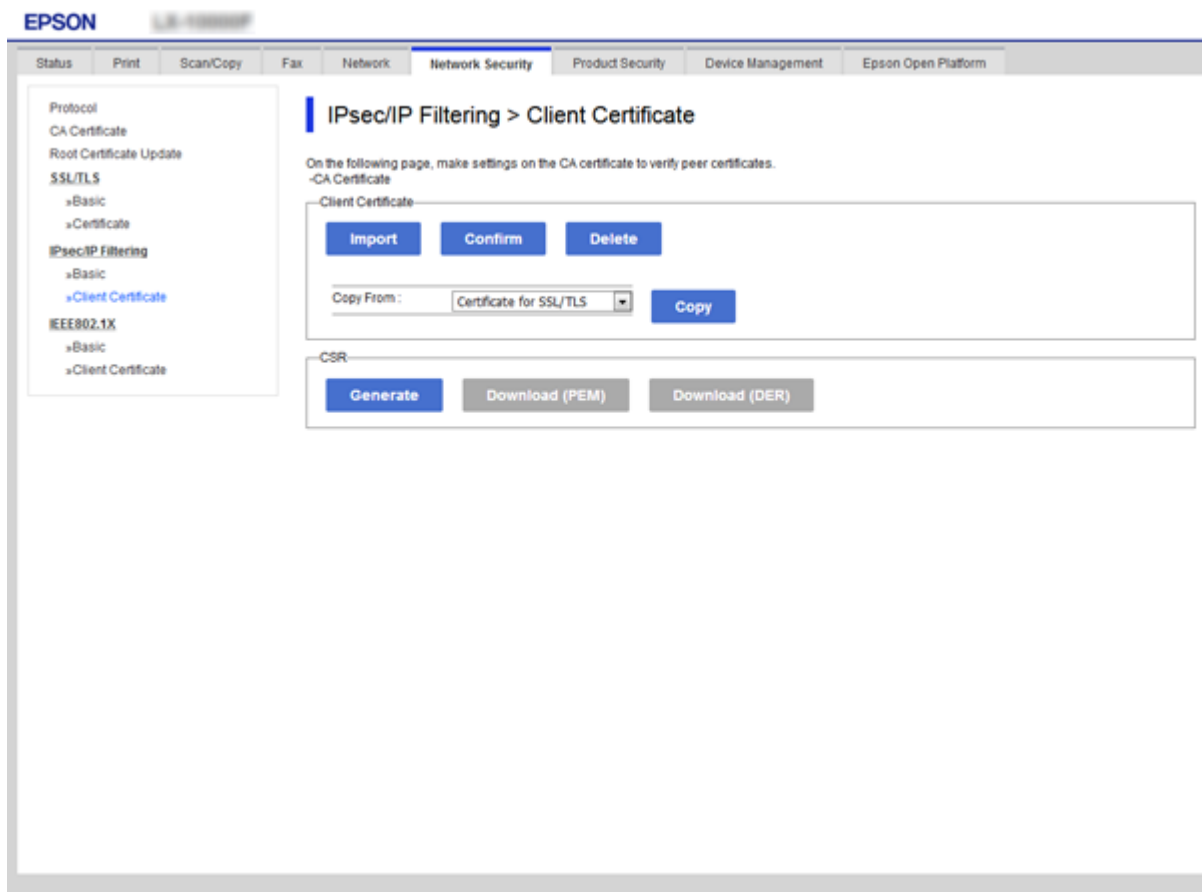 EPSON
Status Print Scan/Copy Fax Network Network Security Product Security Device Management Epson Open Platform
Protocol
CA Certificate
Root Certificate Update
SSL/TLS
»Basic
»Certificate
IPsec/IP Filtering
»Basic
»Client Certificate
IEEE802.1X
»Basic
»Client Certificate
IPsec/IP Filtering > Client Certificate
On the following page, make settings on the CA certificate to verify peer certificates.
-CA Certificate
Client Certificate
Import Confirm Delete
Copy From : Certificate for SSL/TLS Copy
CSR
Generate Download (PEM) Download (DER)